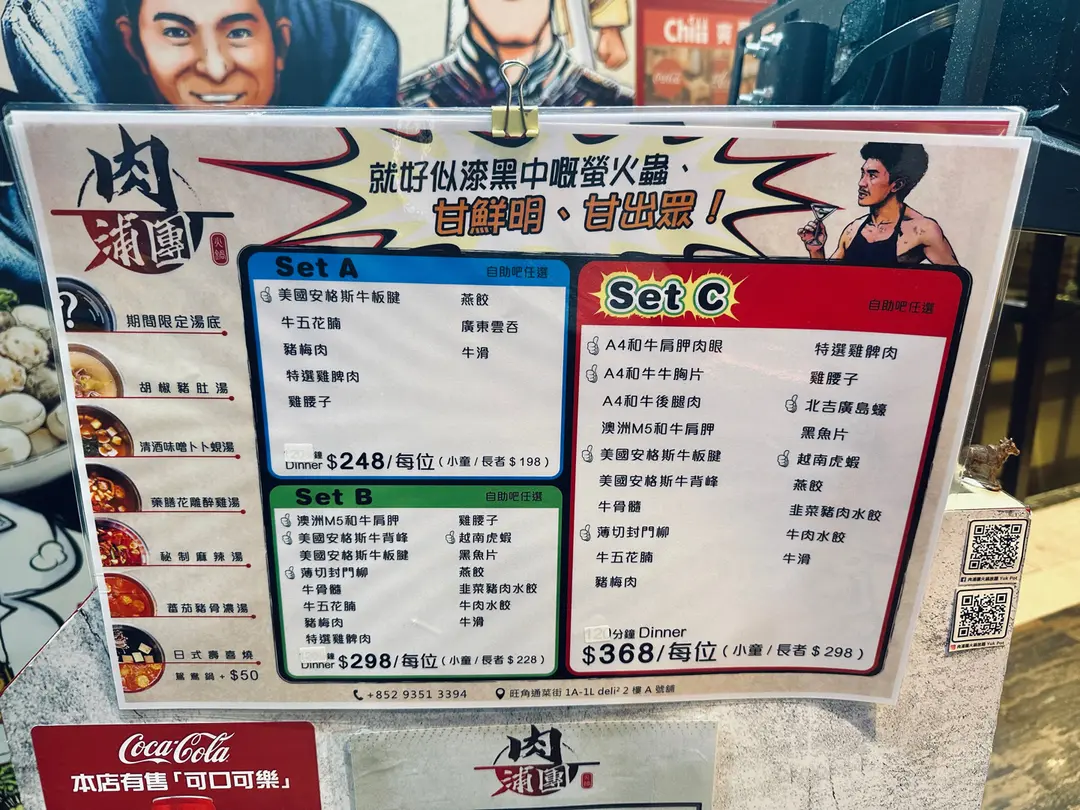 Chill 爽
肉
浦團
火鍋
就好似漆黑中嘅螢火蟲、
甘鮮明、甘出眾！
?
期間限定湯底
胡椒豬肚湯
清酒味噌卜卜蜆湯
藥膳花雕醉雞湯
秘制麻辣湯
蕃茄豬骨濃湯
日式壽喜燒
鴛鴦鍋 + $50
Set A 自助吧任選
美國安格斯牛板腱 燕餃
牛五花腩 廣東雲吞
豬梅肉 牛滑
特選雞髀肉
雞腰子
鐘
Dinner $248/每位 (小童/長者$198)
Set B 自助吧任選
澳洲M5和牛肩胛 雞腰子
美國安格斯牛背峰 越南虎蝦
美國安格斯牛板腱 黑魚片
薄切封門柳 燕餃
牛骨髓 韭菜豬肉水餃
牛五花腩 牛肉水餃
豬梅肉 牛滑
特選雞髀肉
Dinner $298/每位 (小童/長者$228)
Set C 自助吧任選
A4和牛肩胛肉眼 特選雞髀肉
A4和牛牛胸片 雞腰子
A4和牛後腿肉 北吉廣島蠔
澳洲M5和牛肩胛 黑魚片
美國安格斯牛板腱 越南虎蝦
美國安格斯牛背峰 燕餃
牛骨髓 韭菜豬肉水餃
薄切封門柳 牛肉水餃
牛五花腩 牛滑
豬梅肉
120分鐘 Dinner
$368/每位 (小童/長者$298)
+852 9351 3394 旺角通菜街 1A-1L deli² 2 樓 A 號舖
Yuk Pot
Yuk Pot
Coca-Cola
本店有售「可口可樂」
肉
浦團